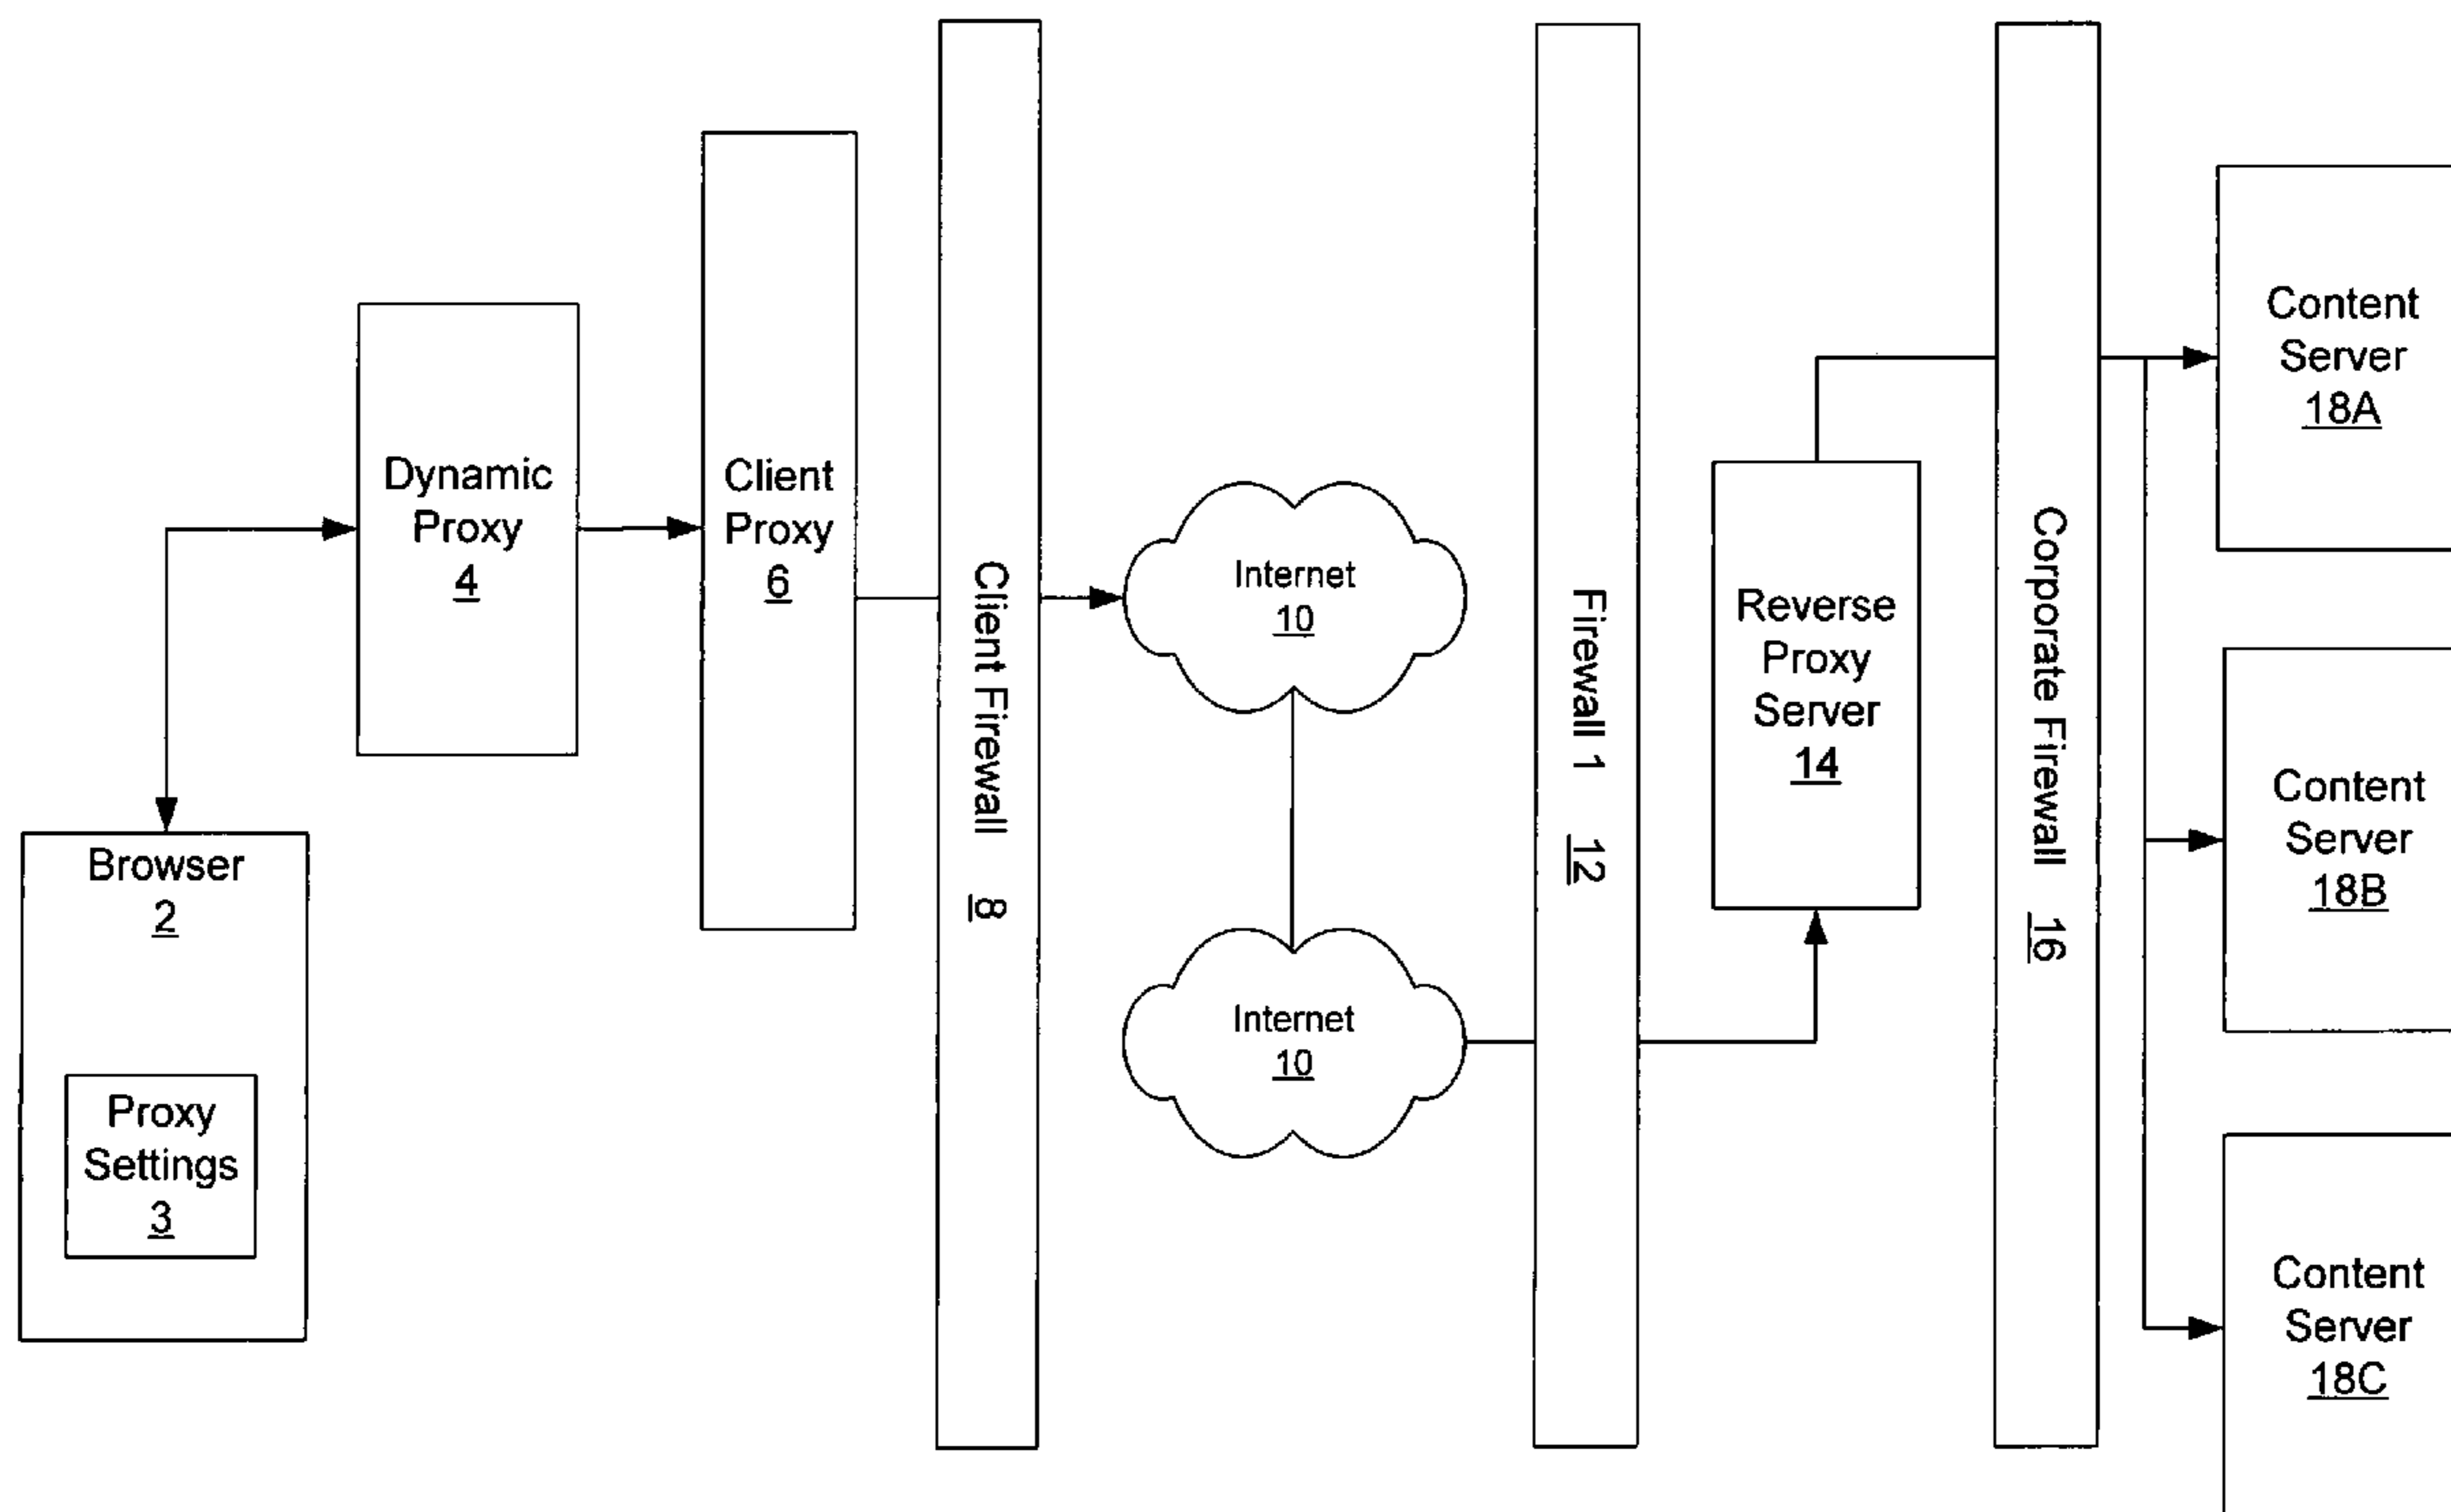 Browser
2
Proxy
Settings
3
Dynamic
Proxy
4
Client
Proxy
6
Client Firewall 8
Internet
10
Internet
10
Firewall 1 12
Reverse
Proxy
Server
14
Corporate Firewall 16
Content
Server
18A
Content
Server
18B
Content
Server
18C